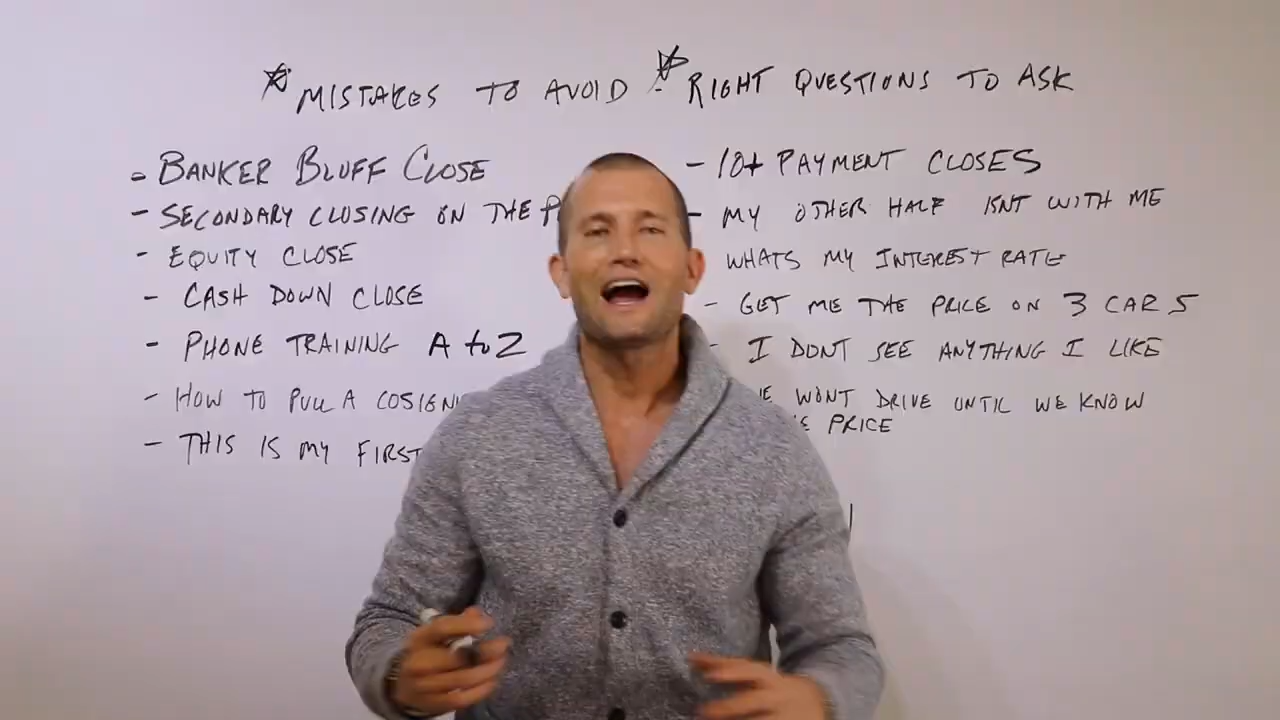 MISTAKES TO AVOID
RIGHT QUESTIONS TO ASK
- BANKER BLUFF CLOSE
- SECONDARY CLOSING ON THE
- EQUITY CLOSE
- CASH DOWN CLOSE
- PHONE TRAINING A to Z
- HOW TO PULL A
- THIS IS MY FIRST
- 10+ PAYMENT CLOSES
- MY OTHER HALF ISNT WITH ME
WHATS MY INTEREST RATE
- GET ME THE PRICE ON 3 CARS
- I DONT SEE ANYTHING I LIKE
WONT DRIVE UNTIL WE KNOW
PRICE